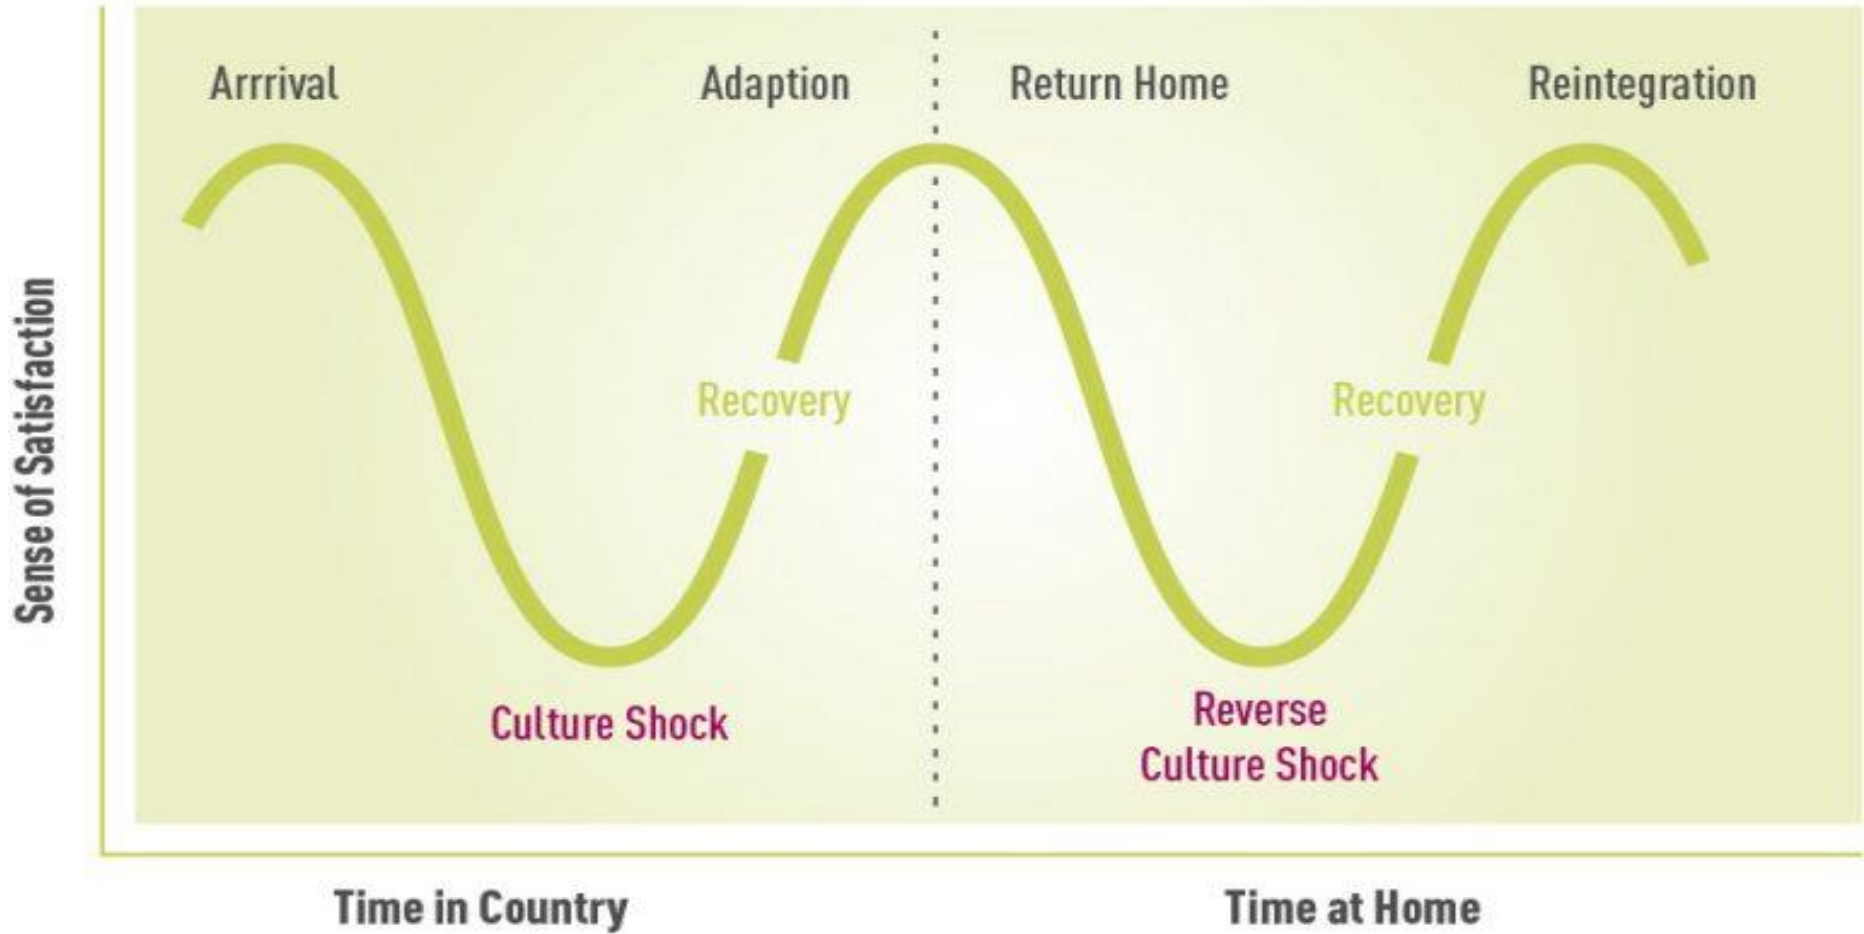 Arrrival
Adaption
Return Home
Reintegration
Sense of Satisfaction
Recovery
Recovery
Culture Shock
Reverse
Culture Shock
Time in Country
Time at Home